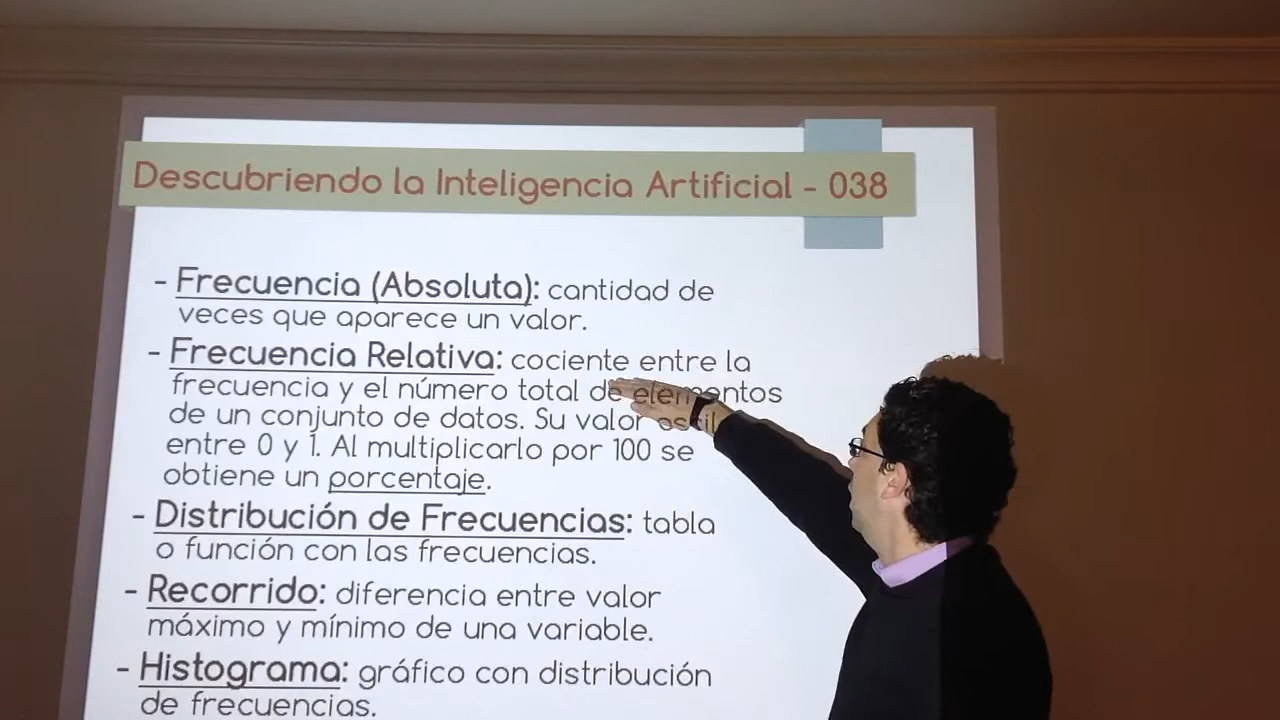 Descubriendo la Inteligencia Artificial - 038
- Frecuencia (Absoluta): cantidad de
veces que aparece un valor.
- Frecuencia Relativa: cociente entre la
frecuencia y el número total de elementos
de un conjunto de datos. Su valor
entre 0 y 1. Al multiplicarlo por 100 se
obtiene un porcentaje.
- Distribución de Frecuencias: tabla
o función con las frecuencias.
- Recorrido: diferencia entre valor
máximo y mínimo de una variable.
- Histograma: gráfico con distribución
de frecuencias.